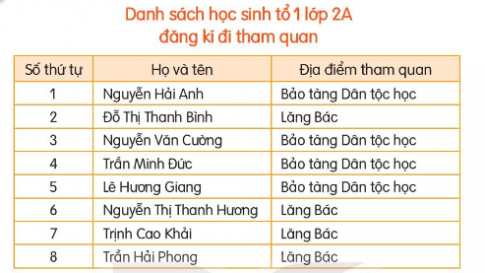 Danh sách học sinh tổ 1 lớp 2A
đăng kí đi tham quan
Số thứ tự Họ và tên Địa điểm tham quan
1 Nguyễn Hải Anh Bảo tàng Dân tộc học
2 Đỗ Thị Thanh Bình Lăng Bác
3 Nguyễn Văn Cường Bảo tàng Dân tộc học
4 Trần Minh Đức Bảo tàng Dân tộc học
5 Lê Hương Giang Bảo tàng Dân tộc học
6 Nguyễn Thị Thanh Hương Lăng Bác
7 Trịnh Cao Khải Lăng Bác
8 Trần Hải Phong Lăng Bác